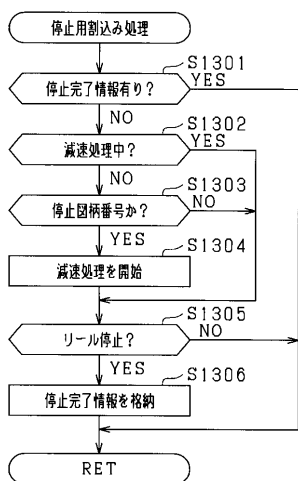 停止用割込み処理
S1301
停止完了情報有り?
YES
NO
S1302
減速処理中?
YES
NO
S1303
停止図柄番号か?
NO
YES
S1304
減速処理を開始
S1305
リール停止?
NO
YES
S1306
停止完了情報を格納
RET